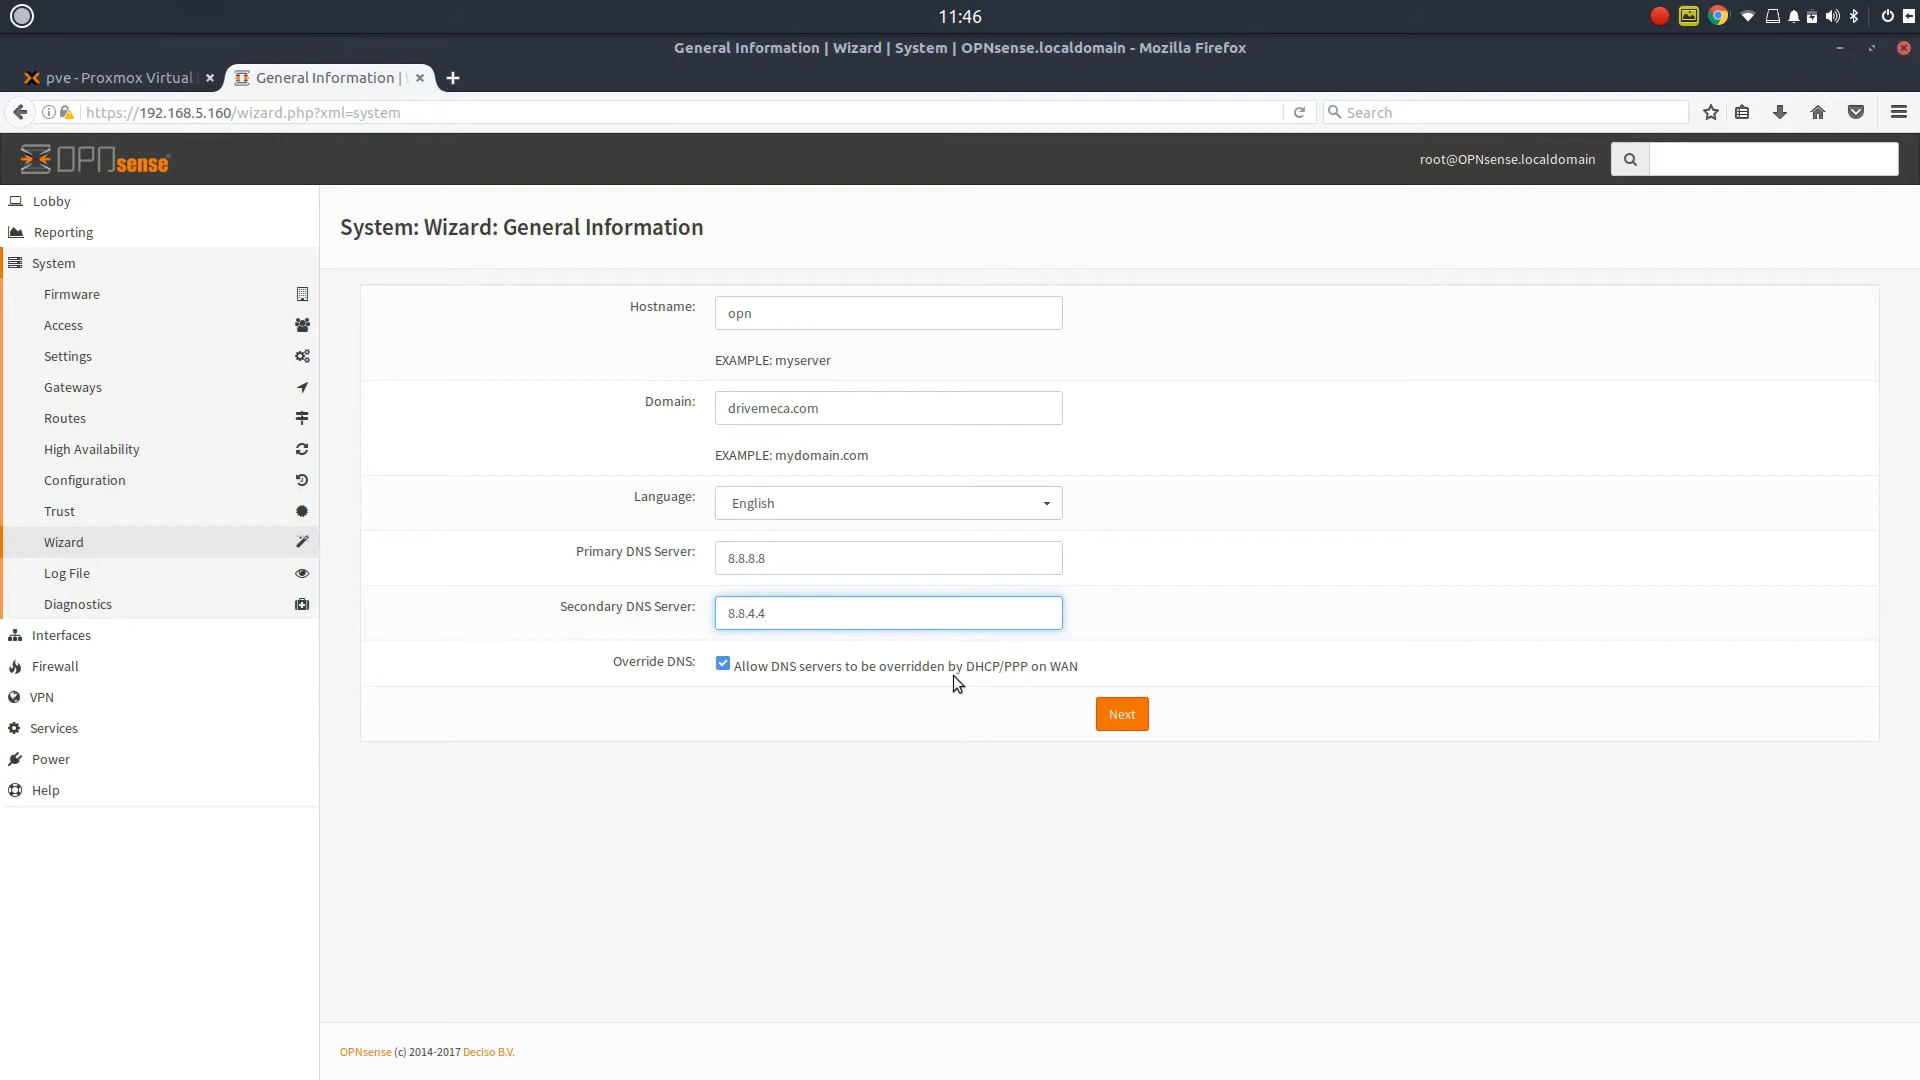 11:46
General Information | Wizard | System | OPNsense.localdomain - Mozilla Firefox
pve - Proxmox Virtual
General Information |
https://192.168.5.160/wizard.php?xml=system
Search
OPNsense
root@OPNsense.localdomain
Lobby
Reporting
System
Firmware
Access
Settings
Gateways
Routes
High Availability
Configuration
Trust
Wizard
Log File
Diagnostics
Interfaces
Firewall
VPN
Services
Power
Help
System: Wizard: General Information
Hostname: opn
EXAMPLE: myserver
Domain: drivemeca.com
EXAMPLE: mydomain.com
Language: English
Primary DNS Server: 8.8.8.8
Secondary DNS Server: 8.8.4.4
Override DNS: Allow DNS servers to be overridden by DHCP/PPP on WAN
Next
OPNsense (c) 2014-2017 Deciso B.V.